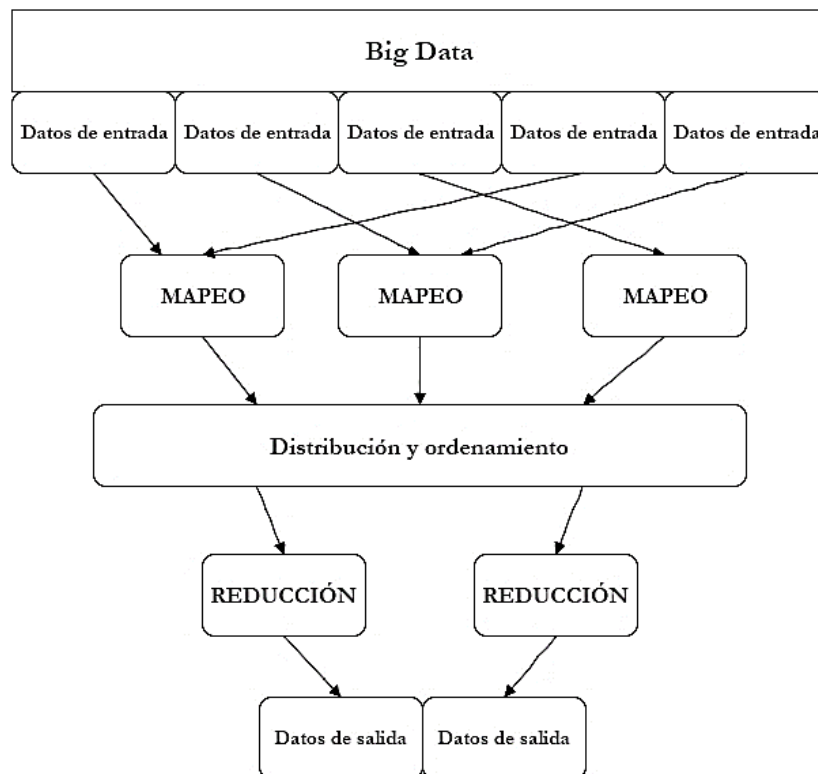 Big Data
Datos de entrada
Datos de entrada
Datos de entrada
Datos de entrada
Datos de entrada
MAPEO
MAPEO
MAPEO
Distribución y ordenamiento
REDUCCIÓN
REDUCCIÓN
Datos de salida
Datos de salida